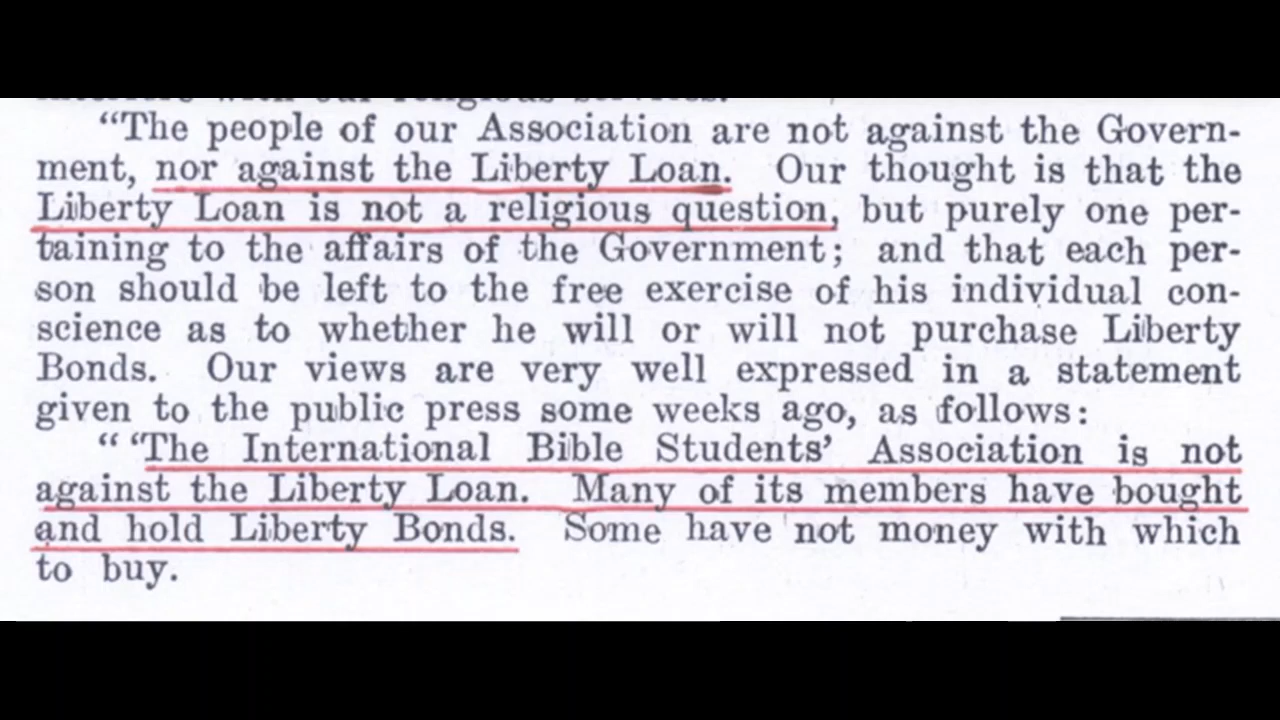 "The people of our Association are not against the Govern-
ment, nor against the Liberty Loan. Our thought is that the
Liberty Loan is not a religious question, but purely one per-
taining to the affairs of the Government; and that each per-
son should be left to the free exercise of his individual con-
science as to whether he will or will not purchase Liberty
Bonds. Our views are very well expressed in a statement
given to the public press some weeks ago, as follows:
" 'The International Bible Students' Association is not
against the Liberty Loan. Many of its members have bought
and hold Liberty Bonds. Some have not money with which
to buy.